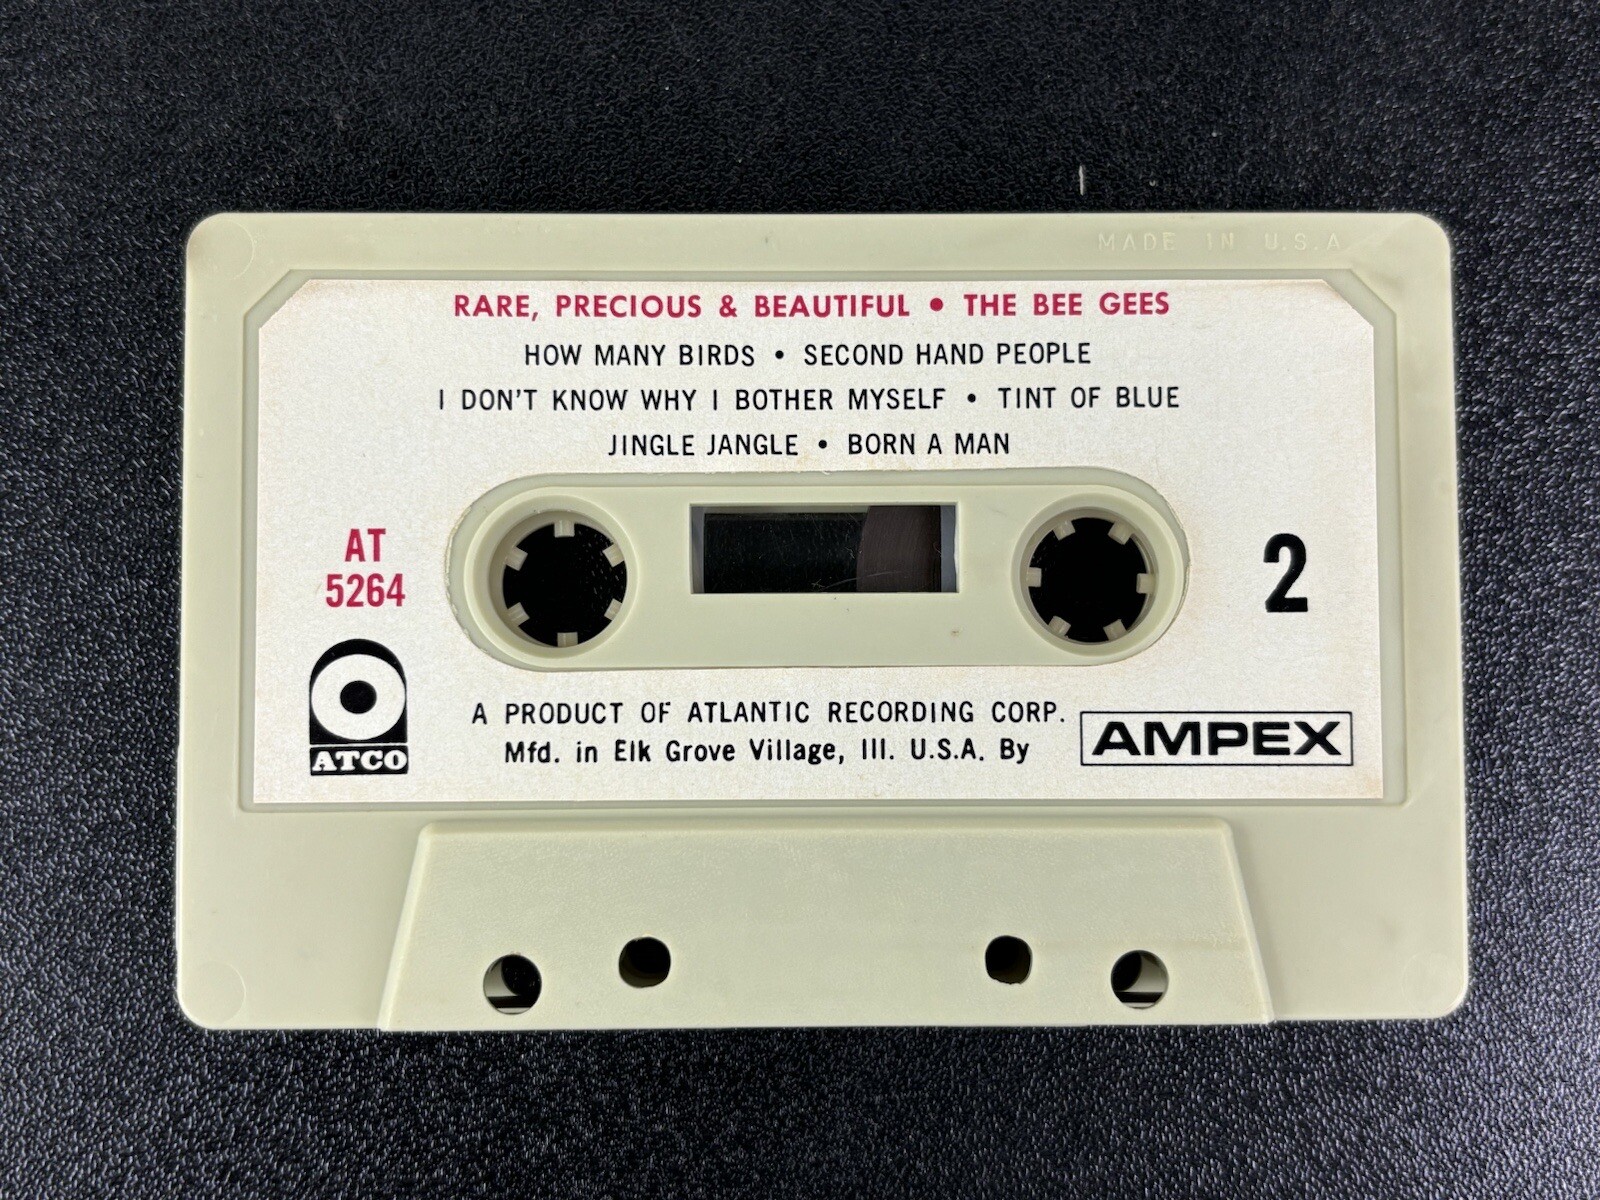 MADE IN U.S.A
RARE, PRECIOUS & BEAUTIFUL • THE BEE GEES
HOW MANY BIRDS • SECOND HAND PEOPLE
I DON'T KNOW WHY I BOTHER MYSELF • TINT OF BLUE
JINGLE JANGLE • BORN A MAN
AT
5264
2
ATCO
A PRODUCT OF ATLANTIC RECORDING CORP.
Mfd. in Elk Grove Village, Ill. U.S.A. By
AMPEX